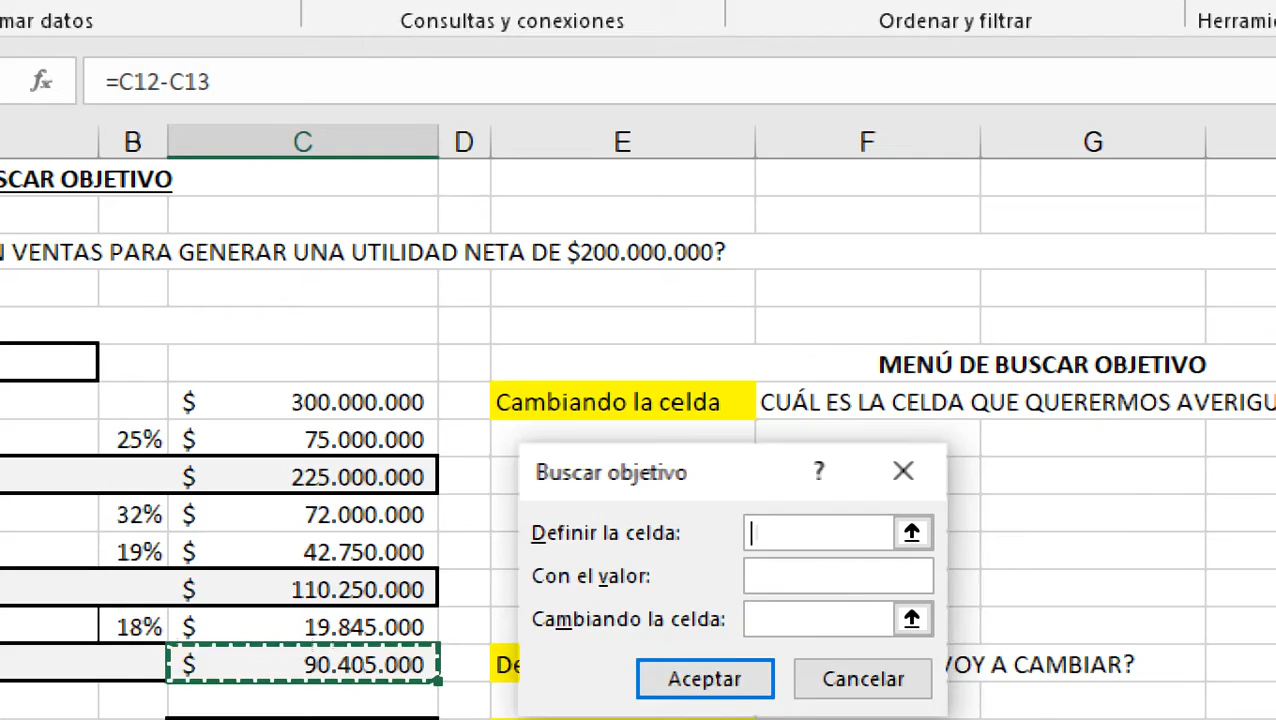 mar datos Consultas y conexiones Ordenar y filtrar Herrami
fx =C12-C13
B C D E F G
SCAR OBJETIVO
N VENTAS PARA GENERAR UNA UTILIDAD NETA DE $200.000.000?
MENÚ DE BUSCAR OBJETIVO
$ 300.000.000 Cambiando la celda CUÁL ES LA CELDA QUE QUERERMOS AVERIGU
25% $ 75.000.000
$ 225.000.000
32% $ 72.000.000
19% $ 42.750.000
$ 110.250.000
18% $ 19.845.000
$ 90.405.000 De VOY A CAMBIAR?
Buscar objetivo ? ×
Definir la celda:
Con el valor:
Cambiando la celda:
Aceptar Cancelar